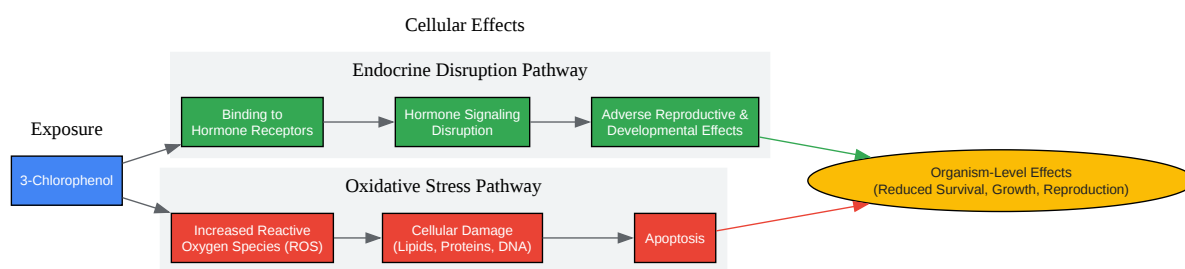 Cellular Effects
Endocrine Disruption Pathway
Binding to
Hormone Receptors
Hormone Signaling
Disruption
Adverse Reproductive &
Developmental Effects
Exposure
3-Chlorophenol
Oxidative Stress Pathway
Increased Reactive
Oxygen Species (ROS)
Cellular Damage
(Lipids, Proteins, DNA)
Apoptosis
Organism-Level Effects
(Reduced Survival, Growth, Reproduction)